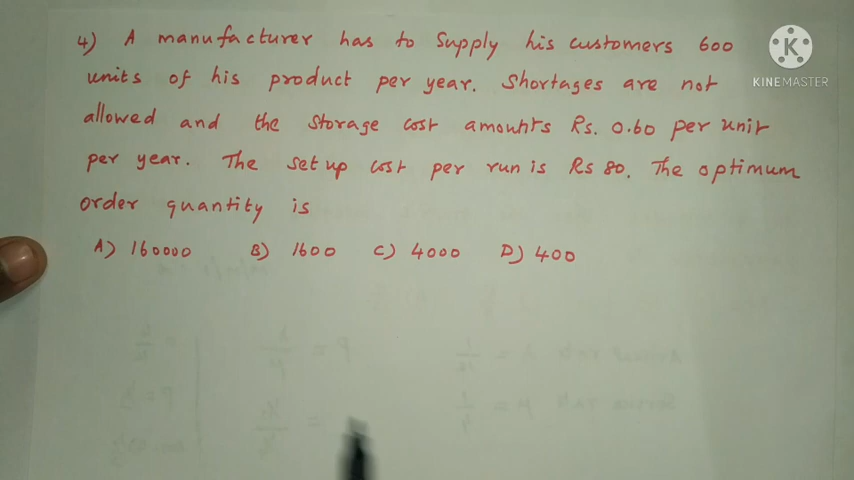 4) A manufacturer has to supply his customers 600
units of his product per year. Shortages are not
allowed and the storage cost amounts Rs. 0.60 per unit
per year. The set up cost per run is Rs 80. The optimum
order quantity is
A) 160000 B) 1600 C) 4000 D) 400
K
KINEMASTER